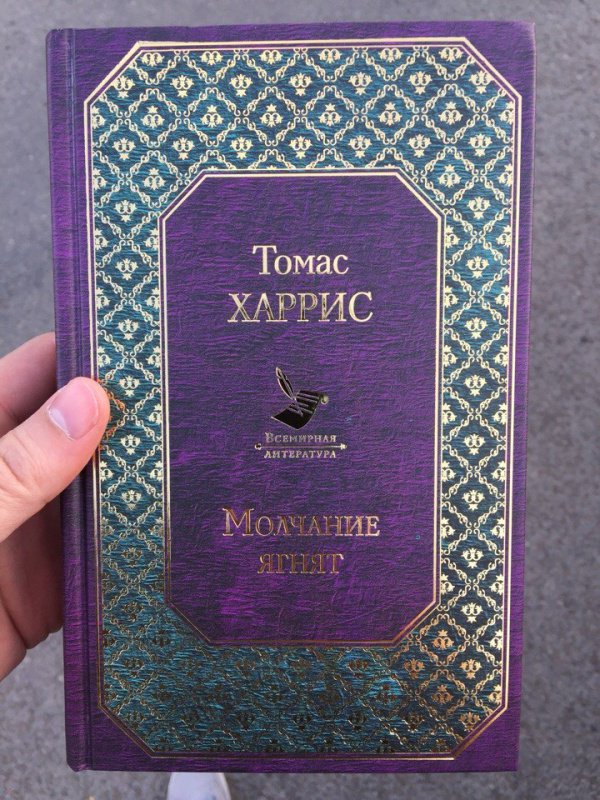 Томас
ХАРРИС
Всемирная
литература
Молчание
ягнят